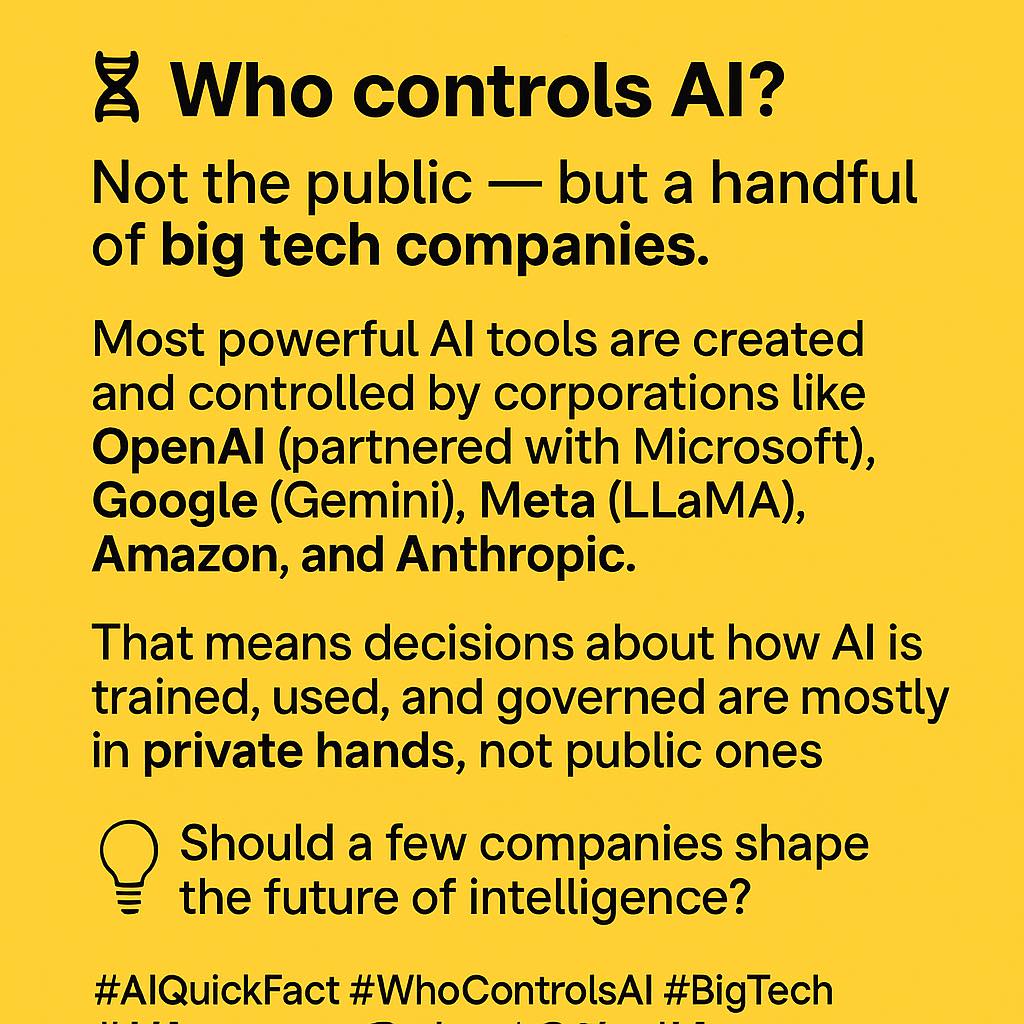 Who controls AI?
Not the public — but a handful
of big tech companies.
Most powerful AI tools are created
and controlled by corporations like
OpenAI (partnered with Microsoft),
Google (Gemini), Meta (LLaMA),
Amazon, and Anthropic.
That means decisions about how AI is
trained, used, and governed are mostly
in private hands, not public ones
Should a few companies shape
the future of intelligence?
#AIQuickFact #WhoControlsAI #BigTech